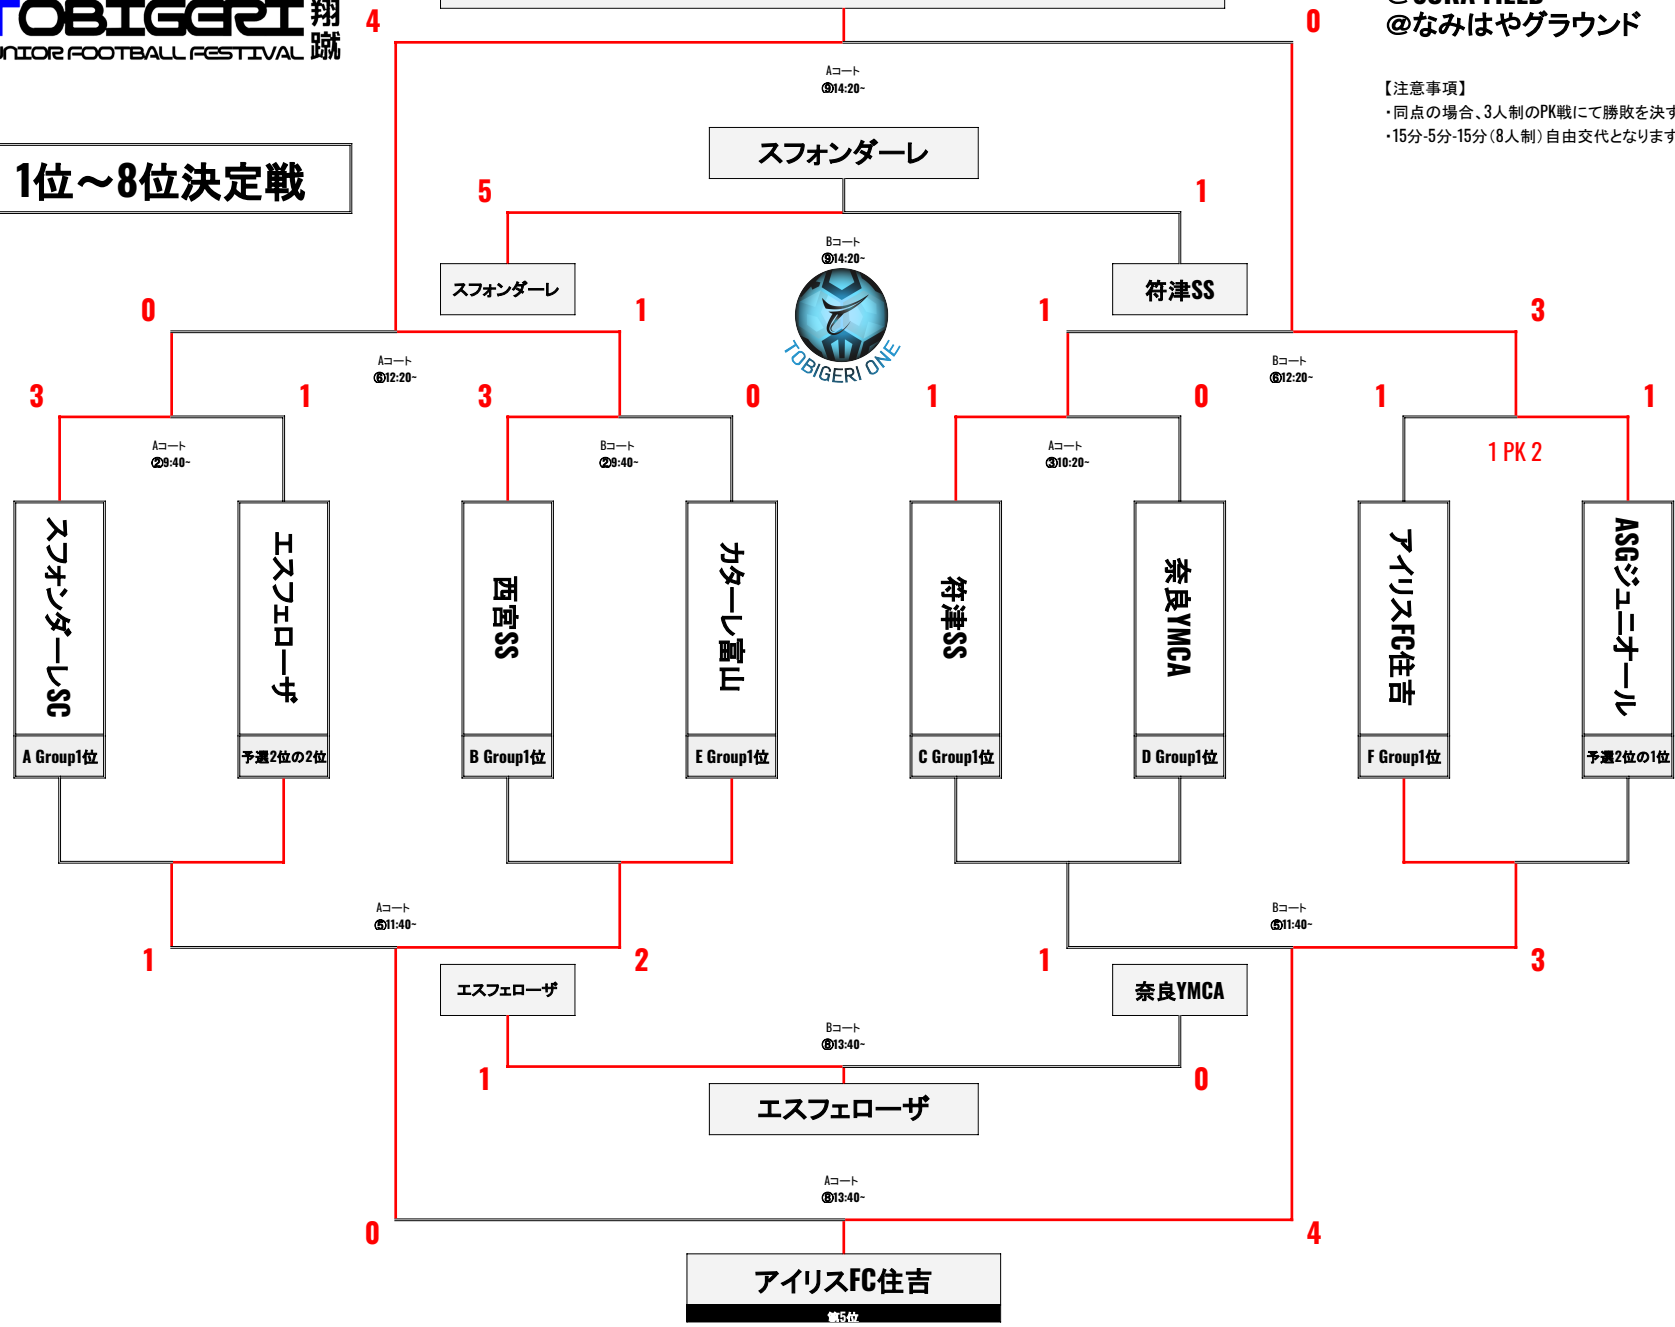 TOBIGERI 翔蹴
JUNIOR FOOTBALL FESTIVAL
@なみはやグラウンド
【注意事項】
・同点の場合、3人制のPK戦にて勝敗を決す
・15分-5分-15分（8人制）自由交代となります
1位～8位決定戦
4
0
Aコート
⑨14:20~
スフォンダーレ
5
1
Bコート
⑨14:20~
スフォンダーレ
符津SS
TOBIGERI ONE
0
1
1
3
Aコート
⑥12:20~
Bコート
⑥12:20~
3
1
3
0
1
0
1
1
Aコート
②9:40~
Bコート
②9:40~
Aコート
③10:20~
1 PK 2
スフォンダーレSC
エスフェローザ
西宮SS
カターレ富山
符津SS
奈良YMCA
アイリスFC住吉
ASGジュニオール
A Group1位
予選2位の2位
B Group1位
E Group1位
C Group1位
D Group1位
F Group1位
予選2位の1位
Aコート
⑤11:40~
Bコート
⑤11:40~
1
2
1
3
エスフェローザ
奈良YMCA
Bコート
⑧13:40~
1
0
エスフェローザ
Aコート
⑧13:40~
0
4
アイリスFC住吉
第5位